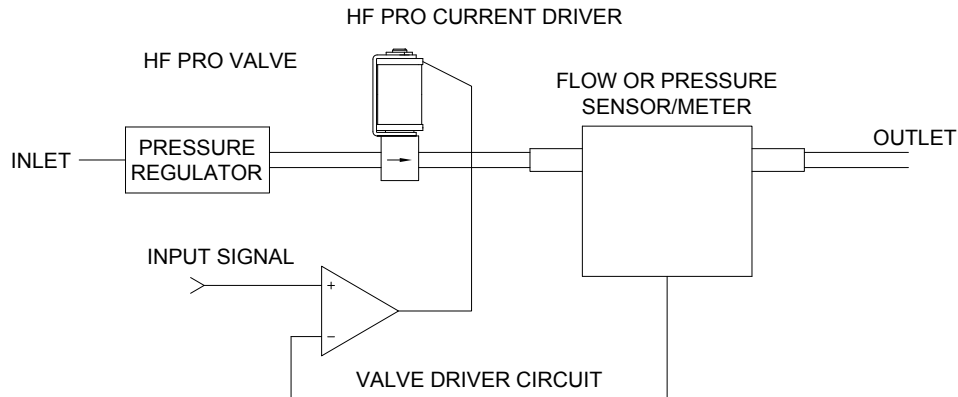 HF PRO CURRENT DRIVER
HF PRO VALVE
FLOW OR PRESSURE
SENSOR/METER
OUTLET
INLET
PRESSURE
REGULATOR
INPUT SIGNAL
+
−
VALVE DRIVER CIRCUIT